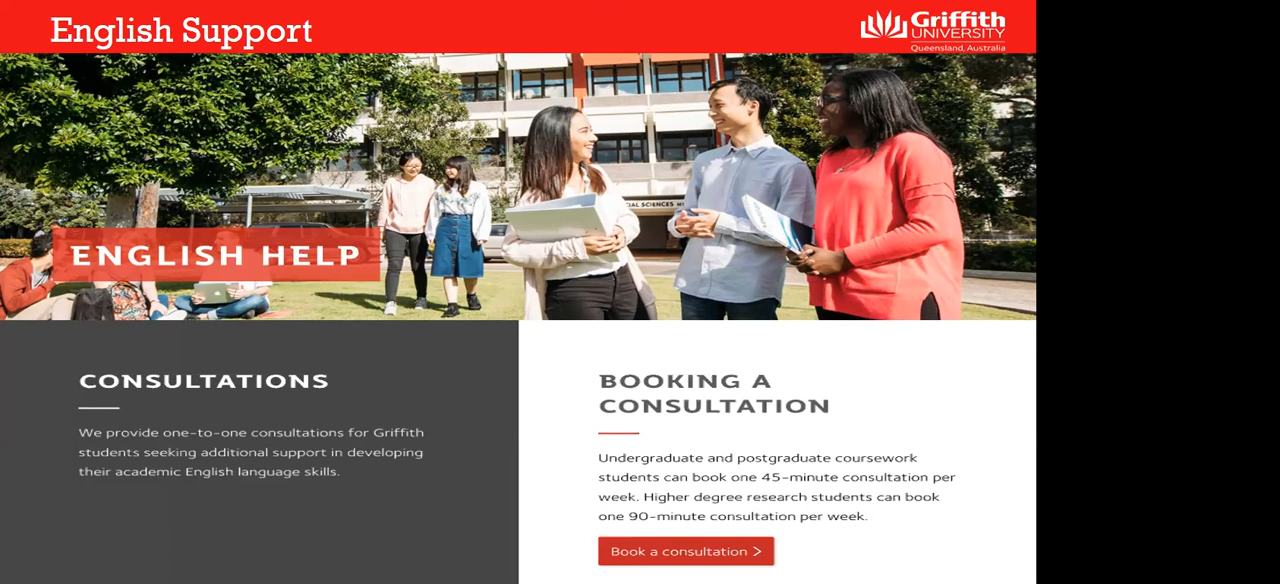 English Support
Griffith
UNIVERSITY
Queensland, Australia
ENGLISH HELP
CONSULTATIONS
We provide one-to-one consultations for Griffith
students seeking additional support in developing
their academic English language skills.
BOOKING A
CONSULTATION
Undergraduate and postgraduate coursework
students can book one 45-minute consultation per
week. Higher degree research students can book
one 90-minute consultation per week.
Book a consultation >